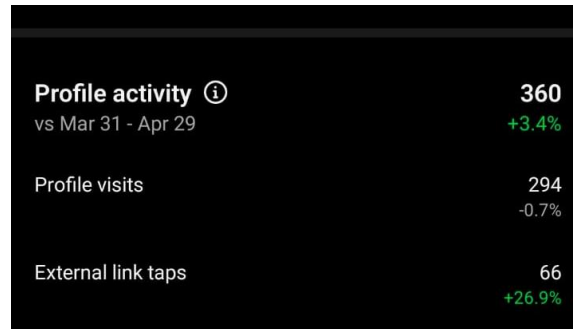 Profile activity 360
vs Mar 31 - Apr 29 +3.4%
Profile visits 294
-0.7%
External link taps 66
+26.9%